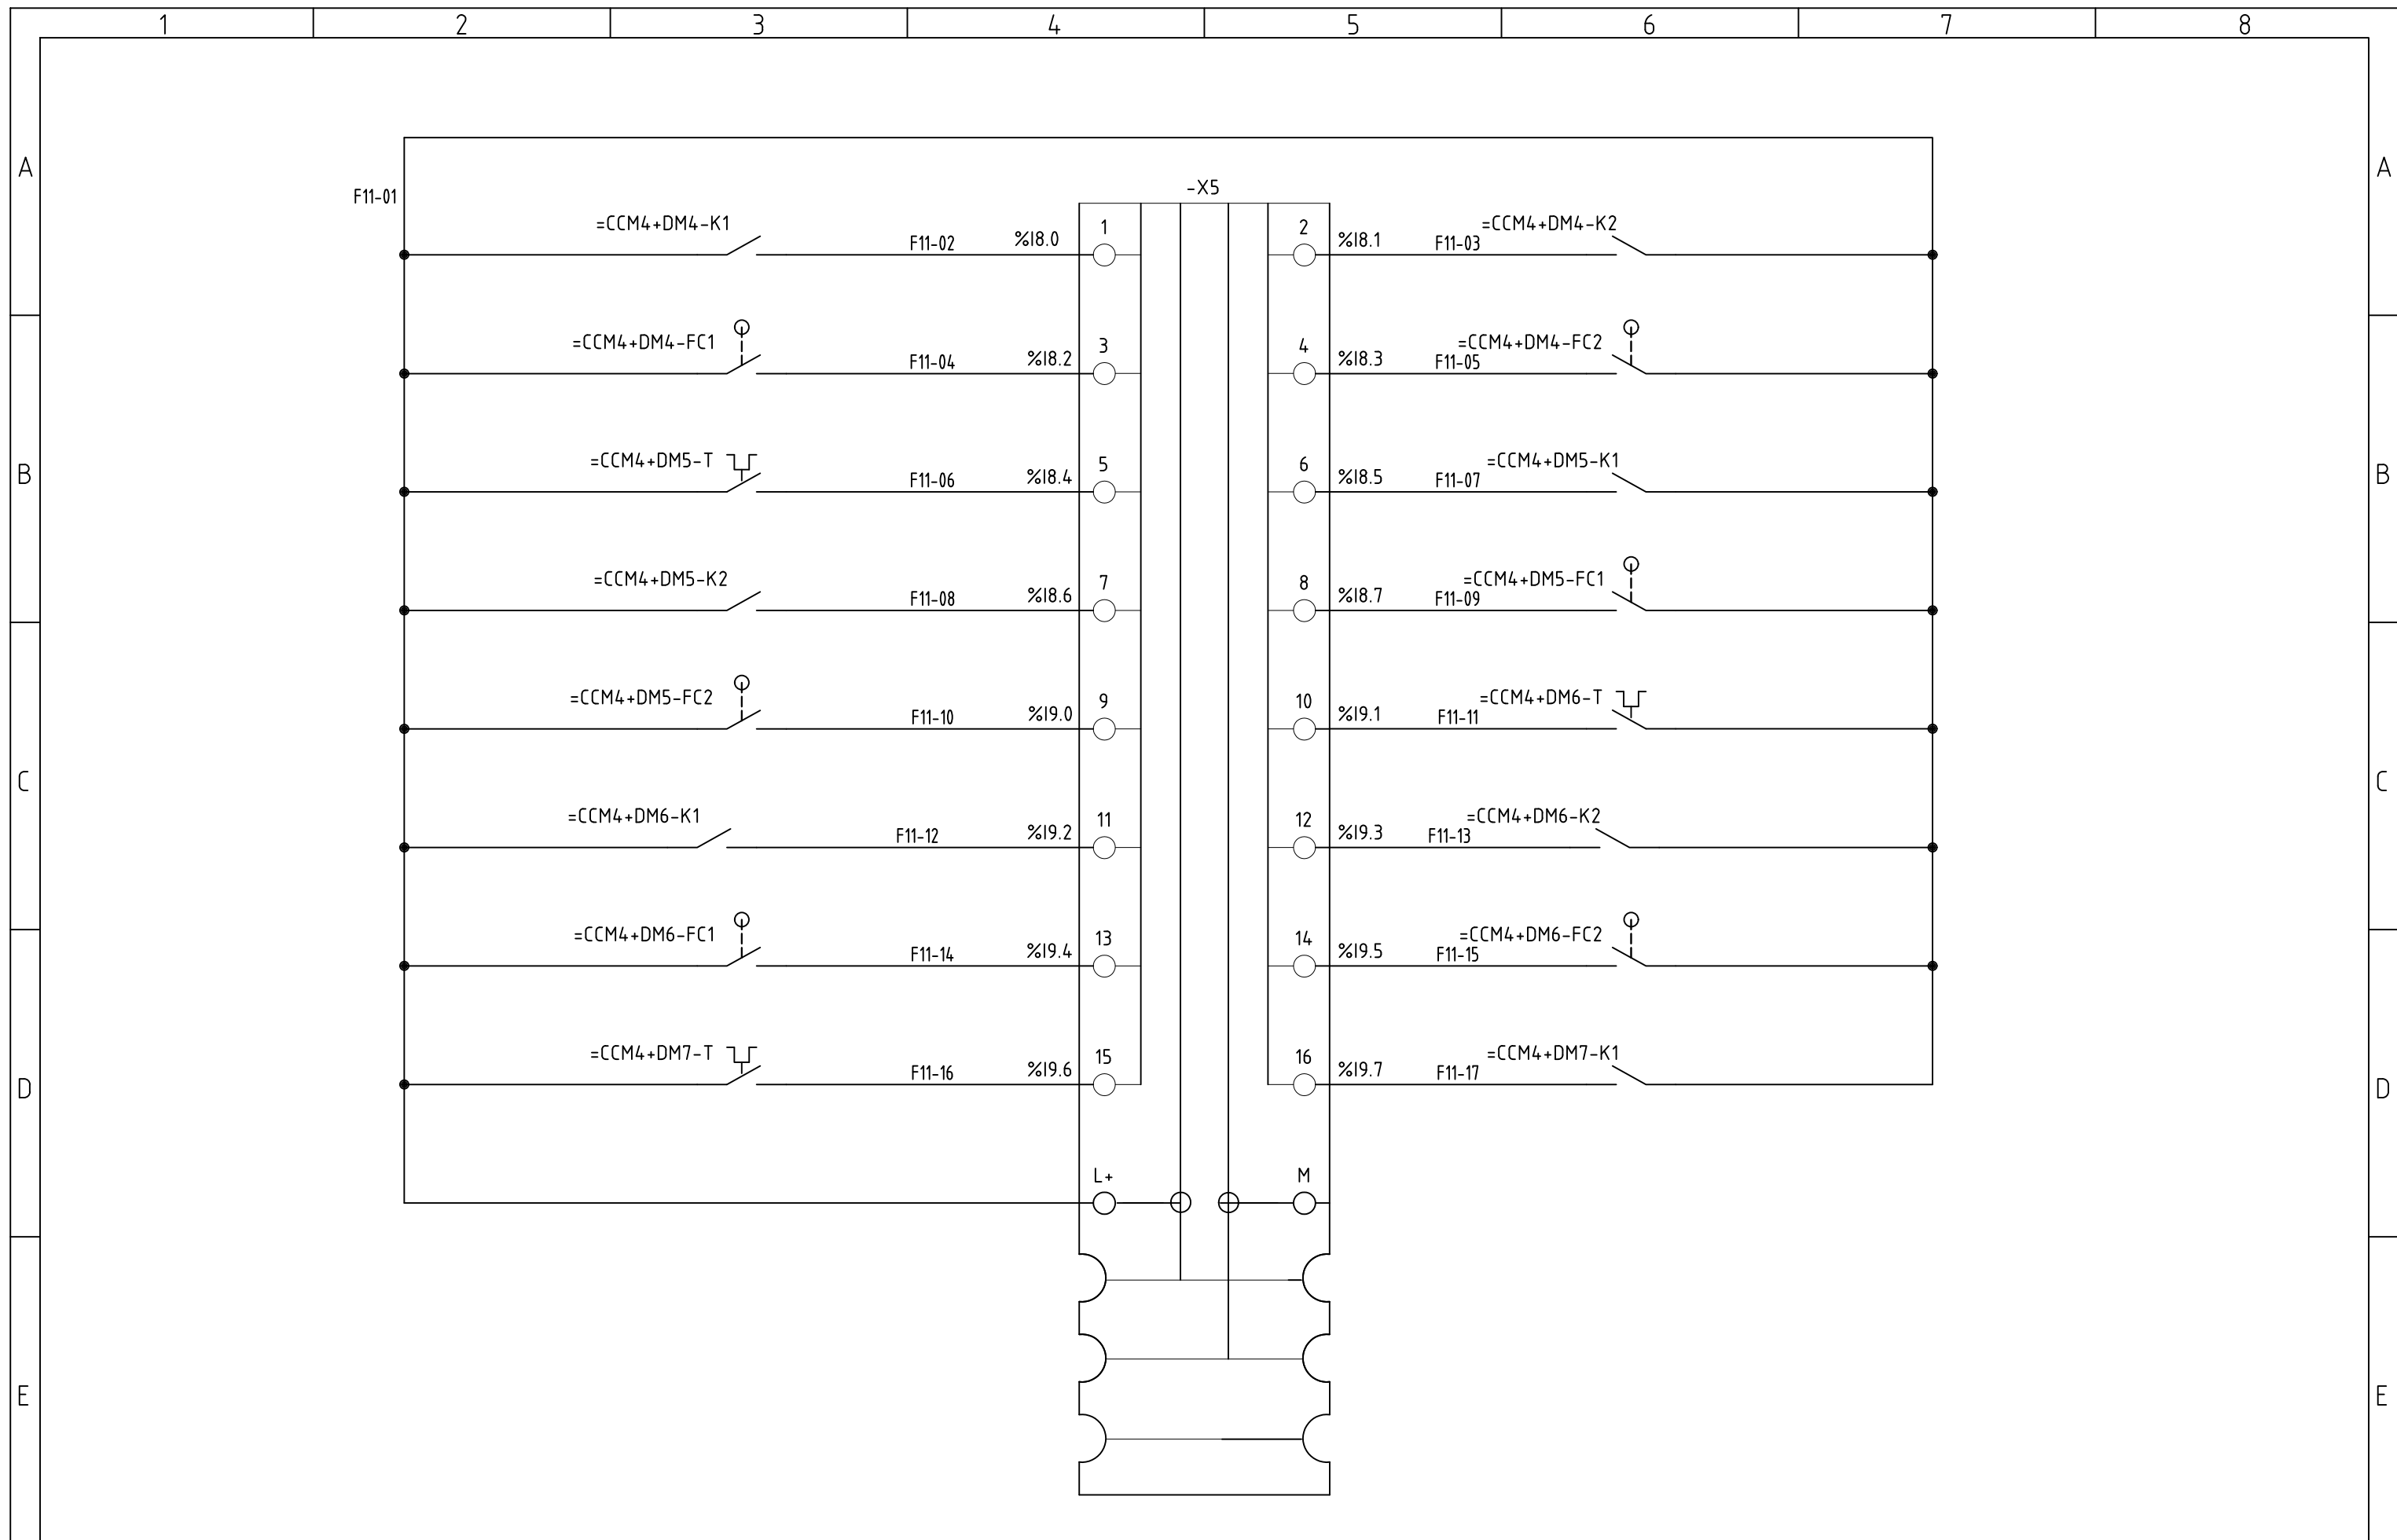 1 2 3 4 5 6 7 8
A A
-X5
F11-01
=CCM4+DM4-K1 F11-02 %I8.0 1 2 %I8.1 F11-03 =CCM4+DM4-K2
=CCM4+DM4-FC1 F11-04 %I8.2 3 4 %I8.3 F11-05 =CCM4+DM4-FC2
B B
=CCM4+DM5-T F11-06 %I8.4 5 6 %I8.5 F11-07 =CCM4+DM5-K1
=CCM4+DM5-K2 F11-08 %I8.6 7 8 %I8.7 F11-09 =CCM4+DM5-FC1
=CCM4+DM5-FC2 F11-10 %I9.0 9 10 %I9.1 F11-11 =CCM4+DM6-T
C C
=CCM4+DM6-K1 F11-12 %I9.2 11 12 %I9.3 F11-13 =CCM4+DM6-K2
=CCM4+DM6-FC1 F11-14 %I9.4 13 14 %I9.5 F11-15 =CCM4+DM6-FC2
=CCM4+DM7-T F11-16 %I9.6 15 16 %I9.7 F11-17 =CCM4+DM7-K1
D D
L+ M
E E